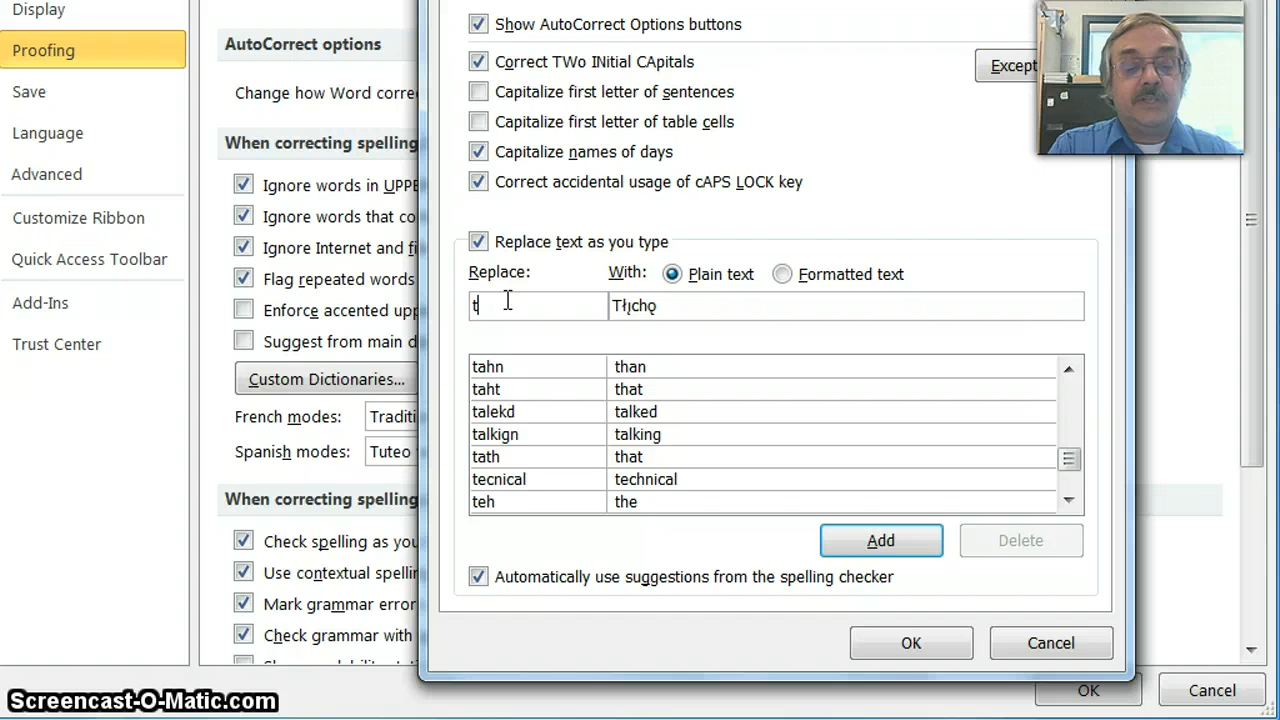 Display
Proofing
Save
Language
Advanced
Customize Ribbon
Quick Access Toolbar
Add-Ins
Trust Center
AutoCorrect options
Change how Word corre
When correcting spelling
Ignore words in UPPE
Ignore words that co
Ignore Internet and fi
Flag repeated words
Enforce accented upp
Suggest from main d
Custom Dictionaries...
French modes: Traditi
Spanish modes: Tuteo
When correcting spelling
Check spelling as you
Use contextual spellin
Mark grammar error
Check grammar with
Show AutoCorrect Options buttons
Correct TWo INitial CApitals
Except
Capitalize first letter of sentences
Capitalize first letter of table cells
Capitalize names of days
Correct accidental usage of cAPS LOCK key
Replace text as you type
Replace: With: Plain text Formatted text
t Tłįchǫ
tahn than
taht that
talekd talked
talkign talking
tath that
tecnical technical
teh the
Add Delete
Automatically use suggestions from the spelling checker
OK Cancel
OK Cancel
Screencast-O-Matic.com